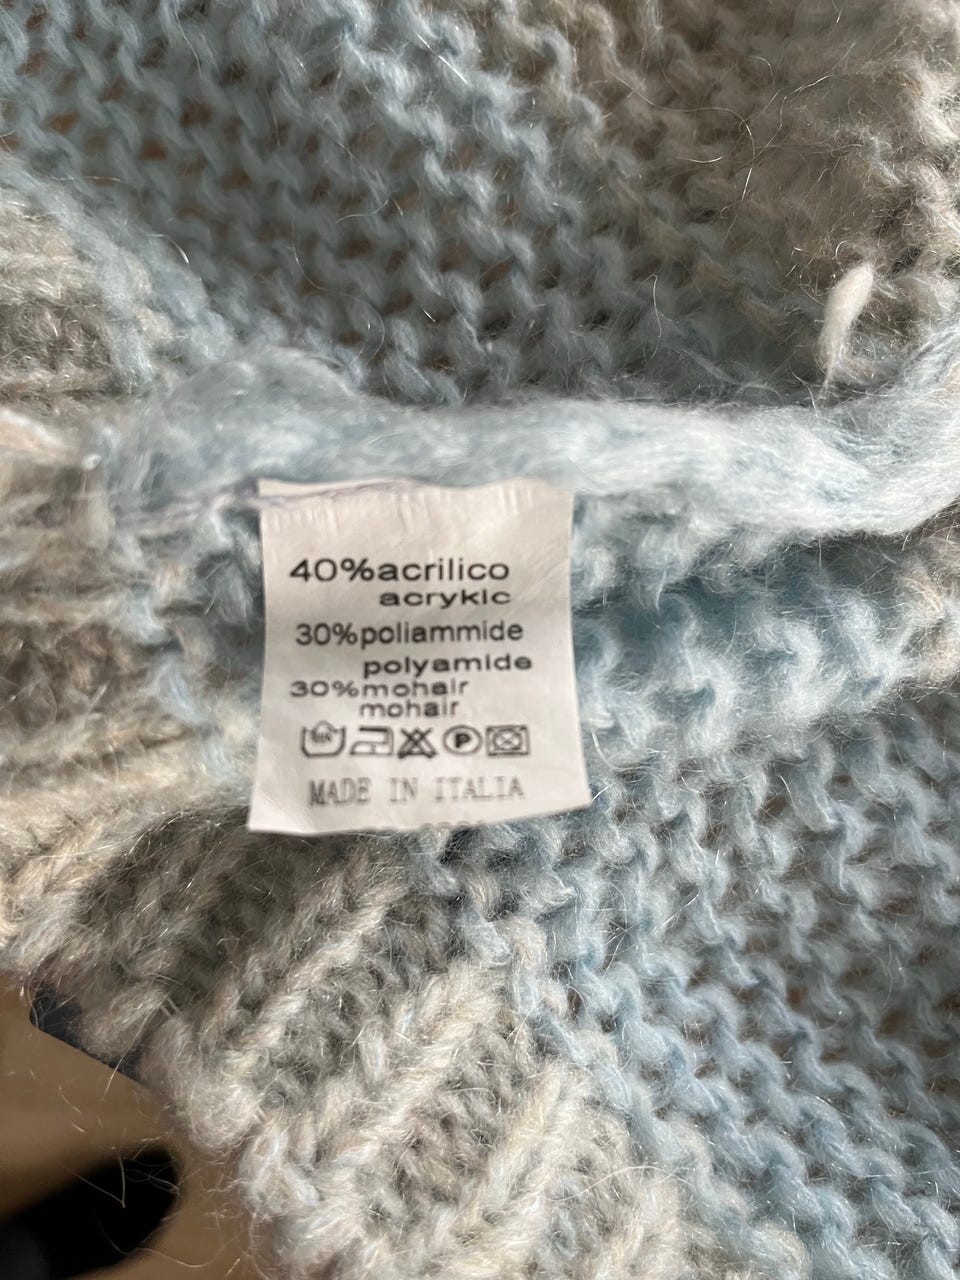 40%acrilico
acrykic
30%poliammide
polyamide
30%mohair
mohair
P
MADE IN ITALIA